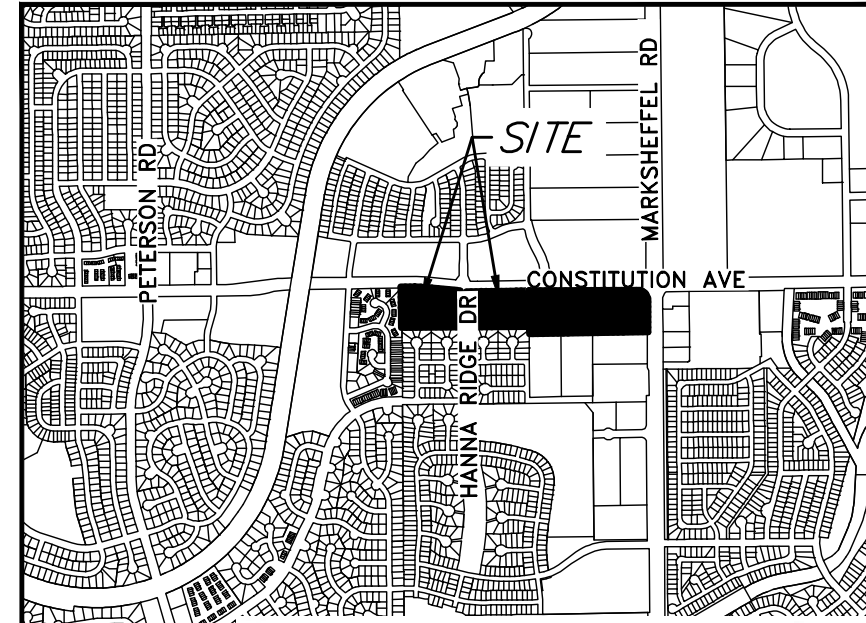 MARKSHEFFEL RD
SITE
PETERSON RD
CONSTITUTION AVE
HANNA RIDGE DR